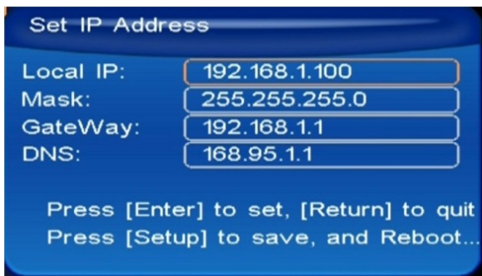 Set IP Address
Local IP: 192.168.1.100
Mask: 255.255.255.0
GateWay: 192.168.1.1
DNS: 168.95.1.1
Press [Enter] to set, [Return] to quit
Press [Setup] to save, and Reboot...